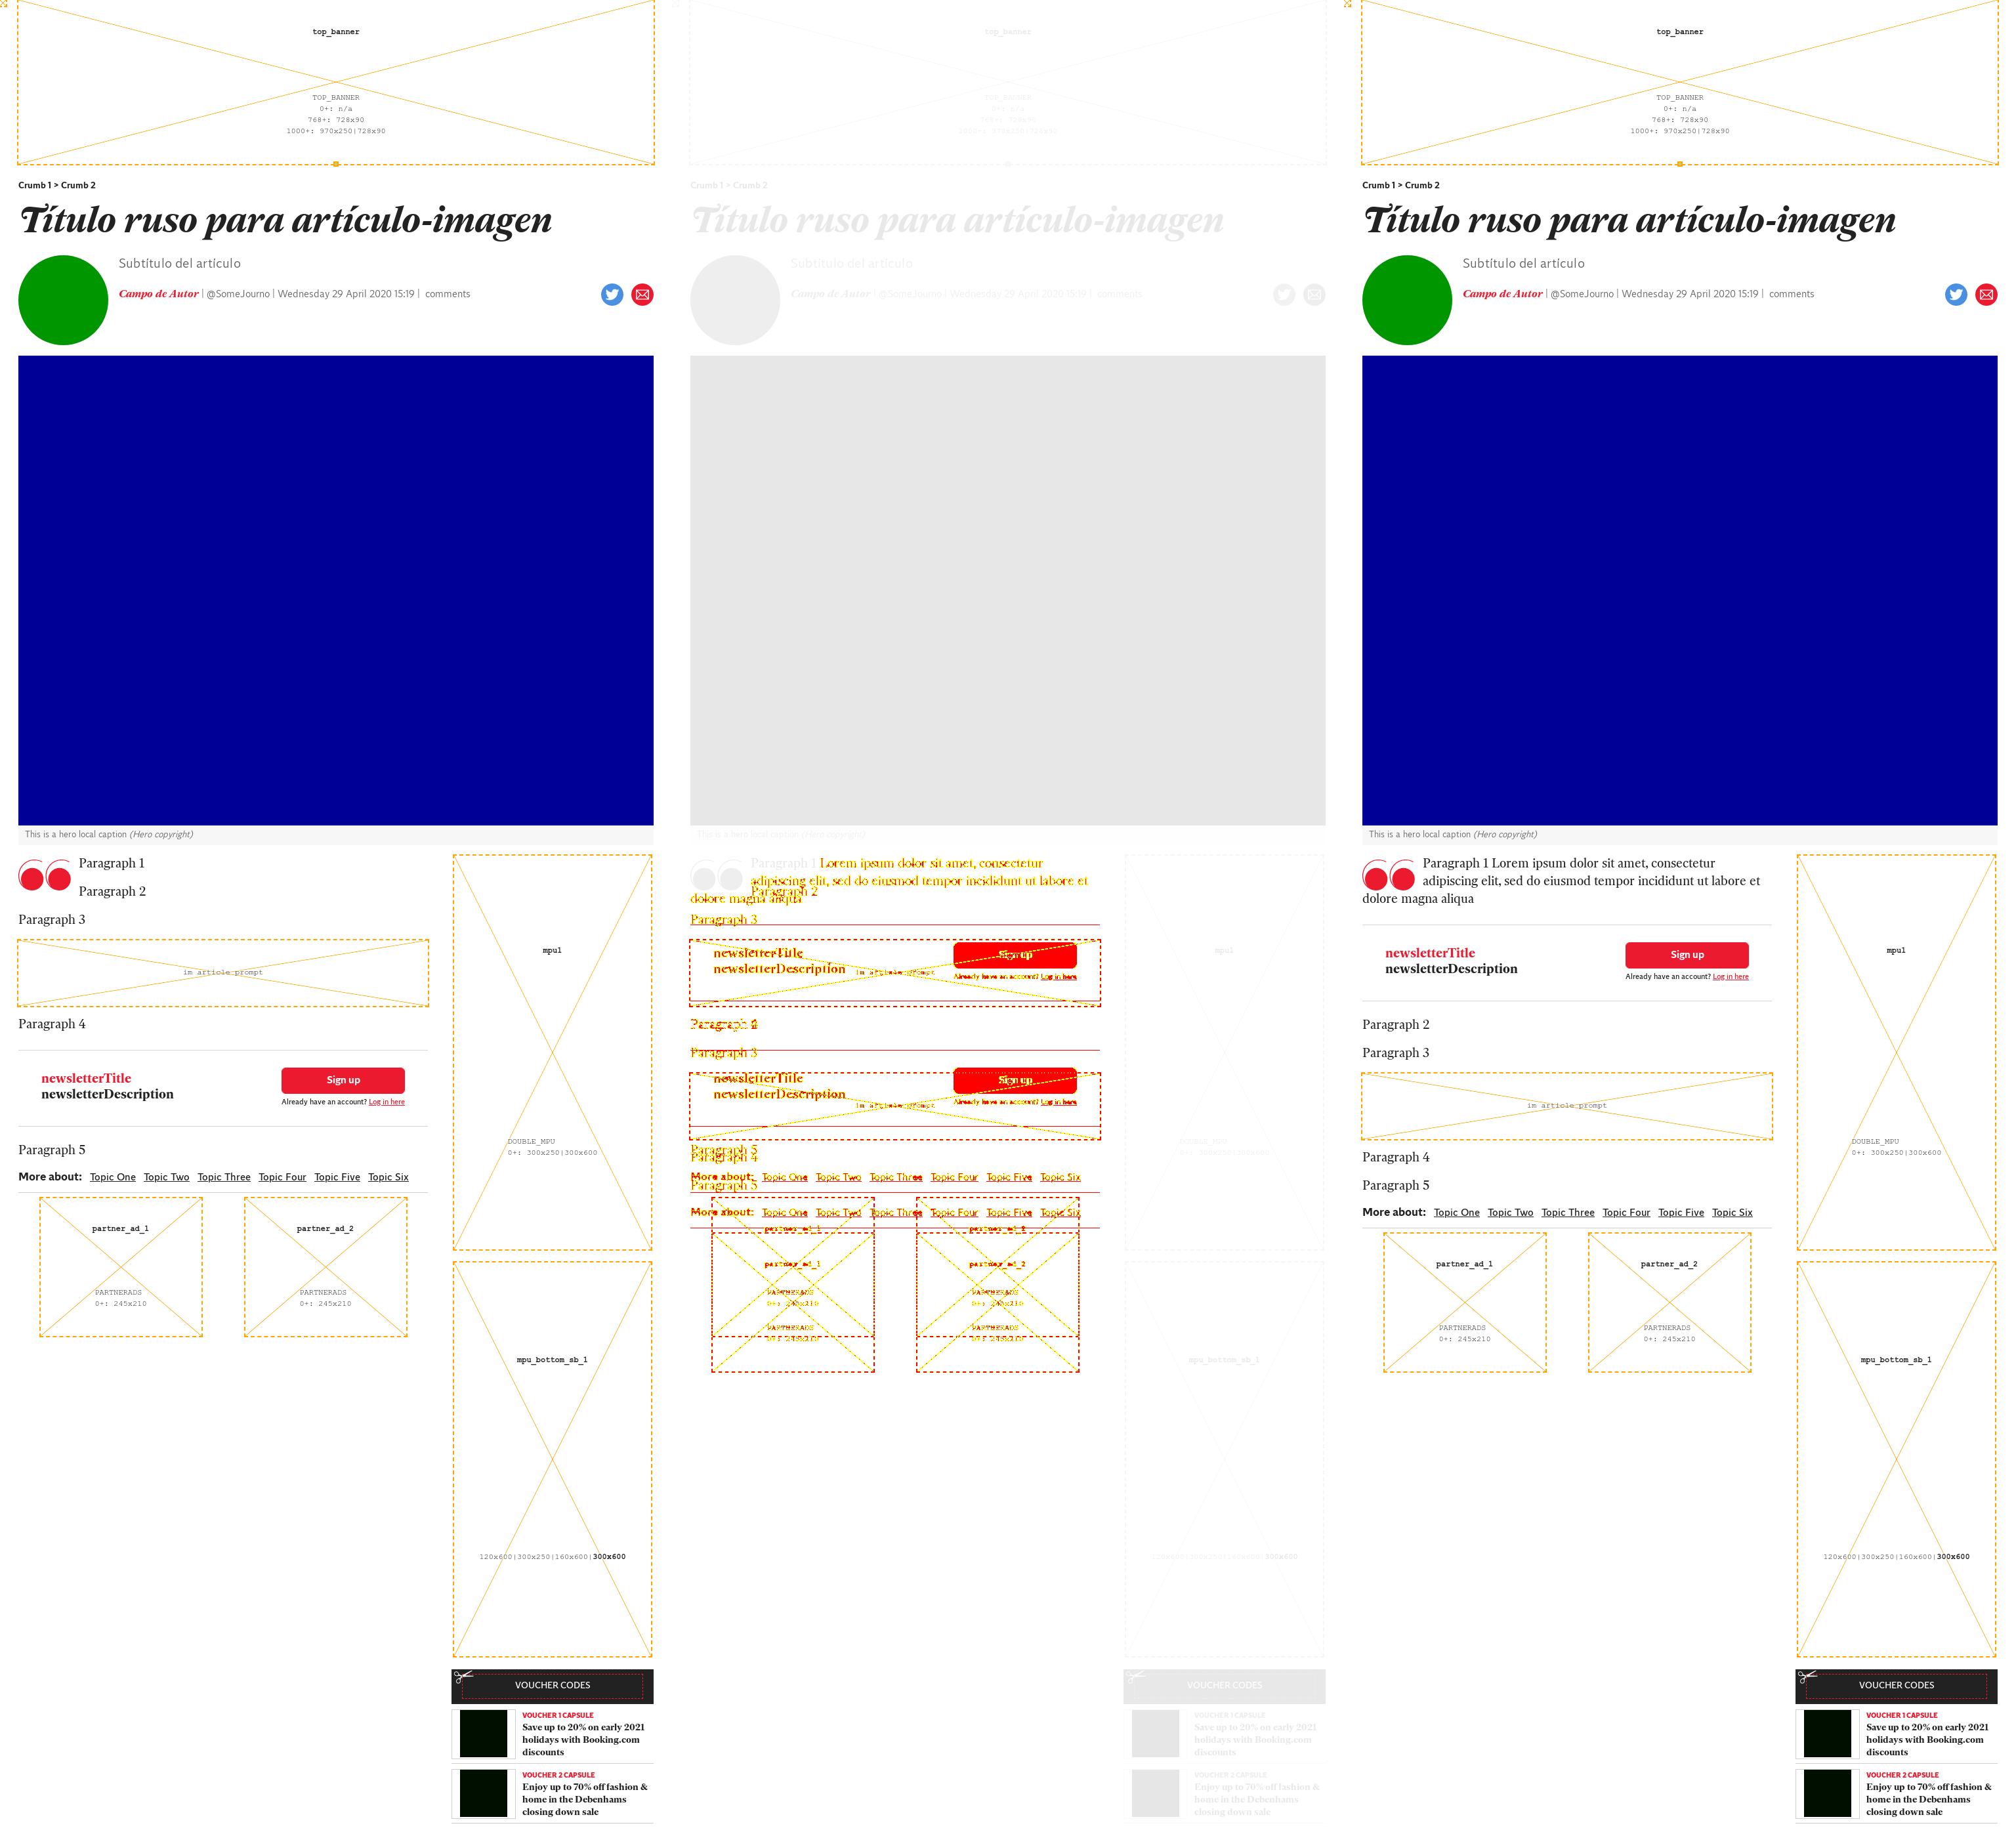 top_banner
TOP_BANNER
0+: n/a
768+: 728x90
1000+: 970x250|728x90
Crumb 1 > Crumb 2
Título ruso para artículo-imagen
Subtítulo del artículo
Campo de Autor | @SomeJourno | Wednesday 29 April 2020 15:19 | comments
This is a hero local caption (Hero copyright)
Paragraph 1
Paragraph 2
Paragraph 3
im article prompt
Paragraph 4
newsletterTitle
newsletterDescription
Sign up
Already have an account? Log in here
Paragraph 5
More about: Topic One Topic Two Topic Three Topic Four Topic Five Topic Six
partner_ad_1
PARTNERADS
0+: 245x210
partner_ad_2
PARTNERADS
0+: 245x210
mpu1
DOUBLE_MPU
0+: 300x250|300x600
mpu_bottom_sb_1
120x600|300x250|160x600|300x600
VOUCHER CODES
VOUCHER 1 CAPSULE
Save up to 20% on early 2021
holidays with Booking.com
discounts
VOUCHER 2 CAPSULE
Enjoy up to 70% off fashion &
home in the Debenhams
closing down sale
top_banner
TOP_BANNER
0+: n/a
768+: 728x90
1000+: 970x250|728x90
Crumb 1 > Crumb 2
Título ruso para artículo-imagen
Subtítulo del artículo
Campo de Autor | @SomeJourno | Wednesday 29 April 2020 15:19 | comments
This is a hero local caption (Hero copyright)
Paragraph 1 Lorem ipsum dolor sit amet, consectetur
adipiscing elit, sed do eiusmod tempor incididunt ut labore et
Paragraph 2
dolore magna aliqua
Paragraph 3
newsletterTitle
newsletterDescription
im article prompt
Sign up
Already have an account? Log in here
Paragraph 3
newsletterTitle
newsletterDescription
im article prompt
Sign up
Already have an account? Log in here
Paragraph 5
Paragraph 4
More about: Topic One Topic Two Topic Three Topic Four Topic Five Topic Six
Paragraph 5
More about: Topic One Topic Two Topic Three Topic Four Topic Five Topic Six
partner_ad_1
partner_ad_2
partner_ad_1
partner_ad_2
PARTNERADS
0+: 245x210
PARTNERADS
0+: 245x210
PARTNERADS
0+: 245x210
PARTNERADS
0+: 245x210
mpu1
DOUBLE_MPU
0+: 300x250|300x600
mpu_bottom_sb_1
120x600|300x250|160x600|300x600
VOUCHER CODES
VOUCHER 1 CAPSULE
Save up to 20% on early 2021
holidays with Booking.com
discounts
VOUCHER 2 CAPSULE
Enjoy up to 70% off fashion &
home in the Debenhams
closing down sale
top_banner
TOP_BANNER
0+: n/a
768+: 728x90
1000+: 970x250|728x90
Crumb 1 > Crumb 2
Título ruso para artículo-imagen
Subtítulo del artículo
Campo de Autor | @SomeJourno | Wednesday 29 April 2020 15:19 | comments
This is a hero local caption (Hero copyright)
Paragraph 1 Lorem ipsum dolor sit amet, consectetur
adipiscing elit, sed do eiusmod tempor incididunt ut labore et
dolore magna aliqua
newsletterTitle
newsletterDescription
Sign up
Already have an account? Log in here
Paragraph 2
Paragraph 3
im article prompt
Paragraph 4
Paragraph 5
More about: Topic One Topic Two Topic Three Topic Four Topic Five Topic Six
partner_ad_1
PARTNERADS
0+: 245x210
partner_ad_2
PARTNERADS
0+: 245x210
mpu1
DOUBLE_MPU
0+: 300x250|300x600
mpu_bottom_sb_1
120x600|300x250|160x600|300x600
VOUCHER CODES
VOUCHER 1 CAPSULE
Save up to 20% on early 2021
holidays with Booking.com
discounts
VOUCHER 2 CAPSULE
Enjoy up to 70% off fashion &
home in the Debenhams
closing down sale